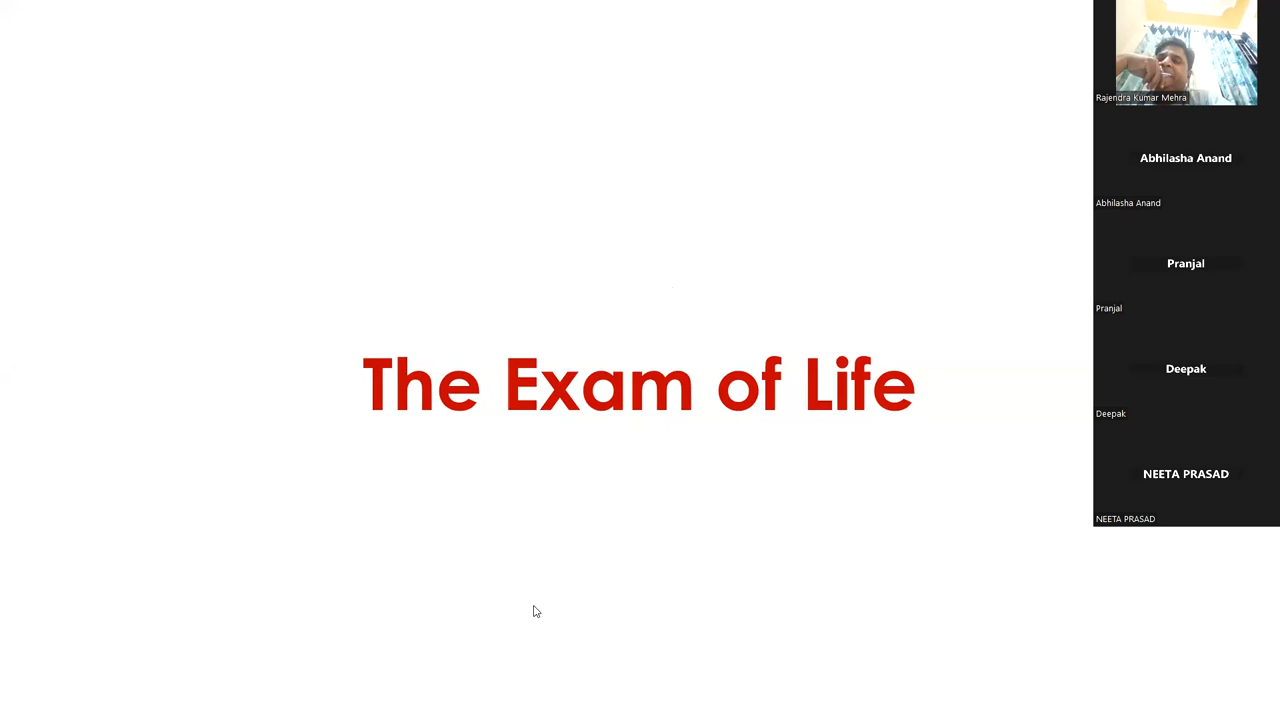 The Exam of Life
Rajendra Kumar Mehra
Abhilasha Anand
Abhilasha Anand
Pranjal
Pranjal
Deepak
Deepak
NEETA PRASAD
NEETA PRASAD